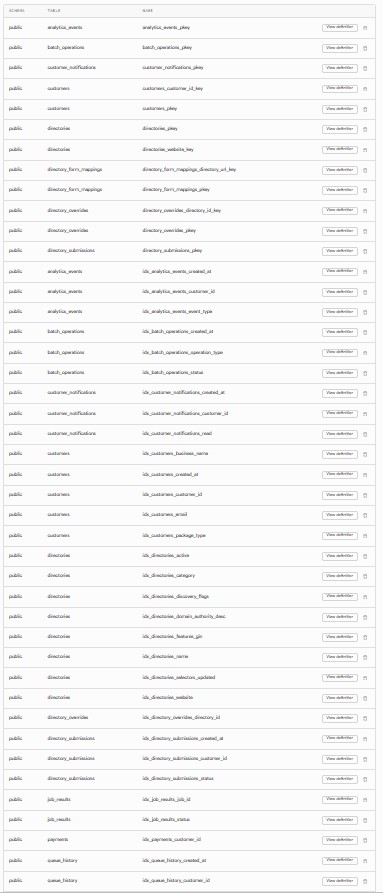 SCHEMA TABLE NAME
public analytics_events analytics_events_pkey View definition
public batch_operations batch_operations_pkey View definition
public customer_notifications customer_notifications_pkey View definition
public customers customers_customer_id_key View definition
public customers customers_pkey View definition
public directories directories_pkey View definition
public directories directories_website_key View definition
public directory_form_mappings directory_form_mappings_directory_url_key View definition
public directory_form_mappings directory_form_mappings_pkey View definition
public directory_overrides directory_overrides_directory_id_key View definition
public directory_overrides directory_overrides_pkey View definition
public directory_submissions directory_submissions_pkey View definition
public analytics_events idx_analytics_events_created_at View definition
public analytics_events idx_analytics_events_customer_id View definition
public analytics_events idx_analytics_events_event_type View definition
public batch_operations idx_batch_operations_created_at View definition
public batch_operations idx_batch_operations_operation_type View definition
public batch_operations idx_batch_operations_status View definition
public customer_notifications idx_customer_notifications_created_at View definition
public customer_notifications idx_customer_notifications_customer_id View definition
public customer_notifications idx_customer_notifications_read View definition
public customers idx_customers_business_name View definition
public customers idx_customers_created_at View definition
public customers idx_customers_customer_id View definition
public customers idx_customers_email View definition
public customers idx_customers_package_type View definition
public directories idx_directories_active View definition
public directories idx_directories_category View definition
public directories idx_directories_discovery_flags View definition
public directories idx_directories_domain_authority_desc View definition
public directories idx_directories_features_gin View definition
public directories idx_directories_name View definition
public directories idx_directories_selectors_updated View definition
public directories idx_directories_website View definition
public directory_overrides idx_directory_overrides_directory_id View definition
public directory_submissions idx_directory_submissions_created_at View definition
public directory_submissions idx_directory_submissions_customer_id View definition
public directory_submissions idx_directory_submissions_status View definition
public job_results idx_job_results_job_id View definition
public job_results idx_job_results_status View definition
public payments idx_payments_customer_id View definition
public queue_history idx_queue_history_created_at View definition
public queue_history idx_queue_history_customer_id View definition